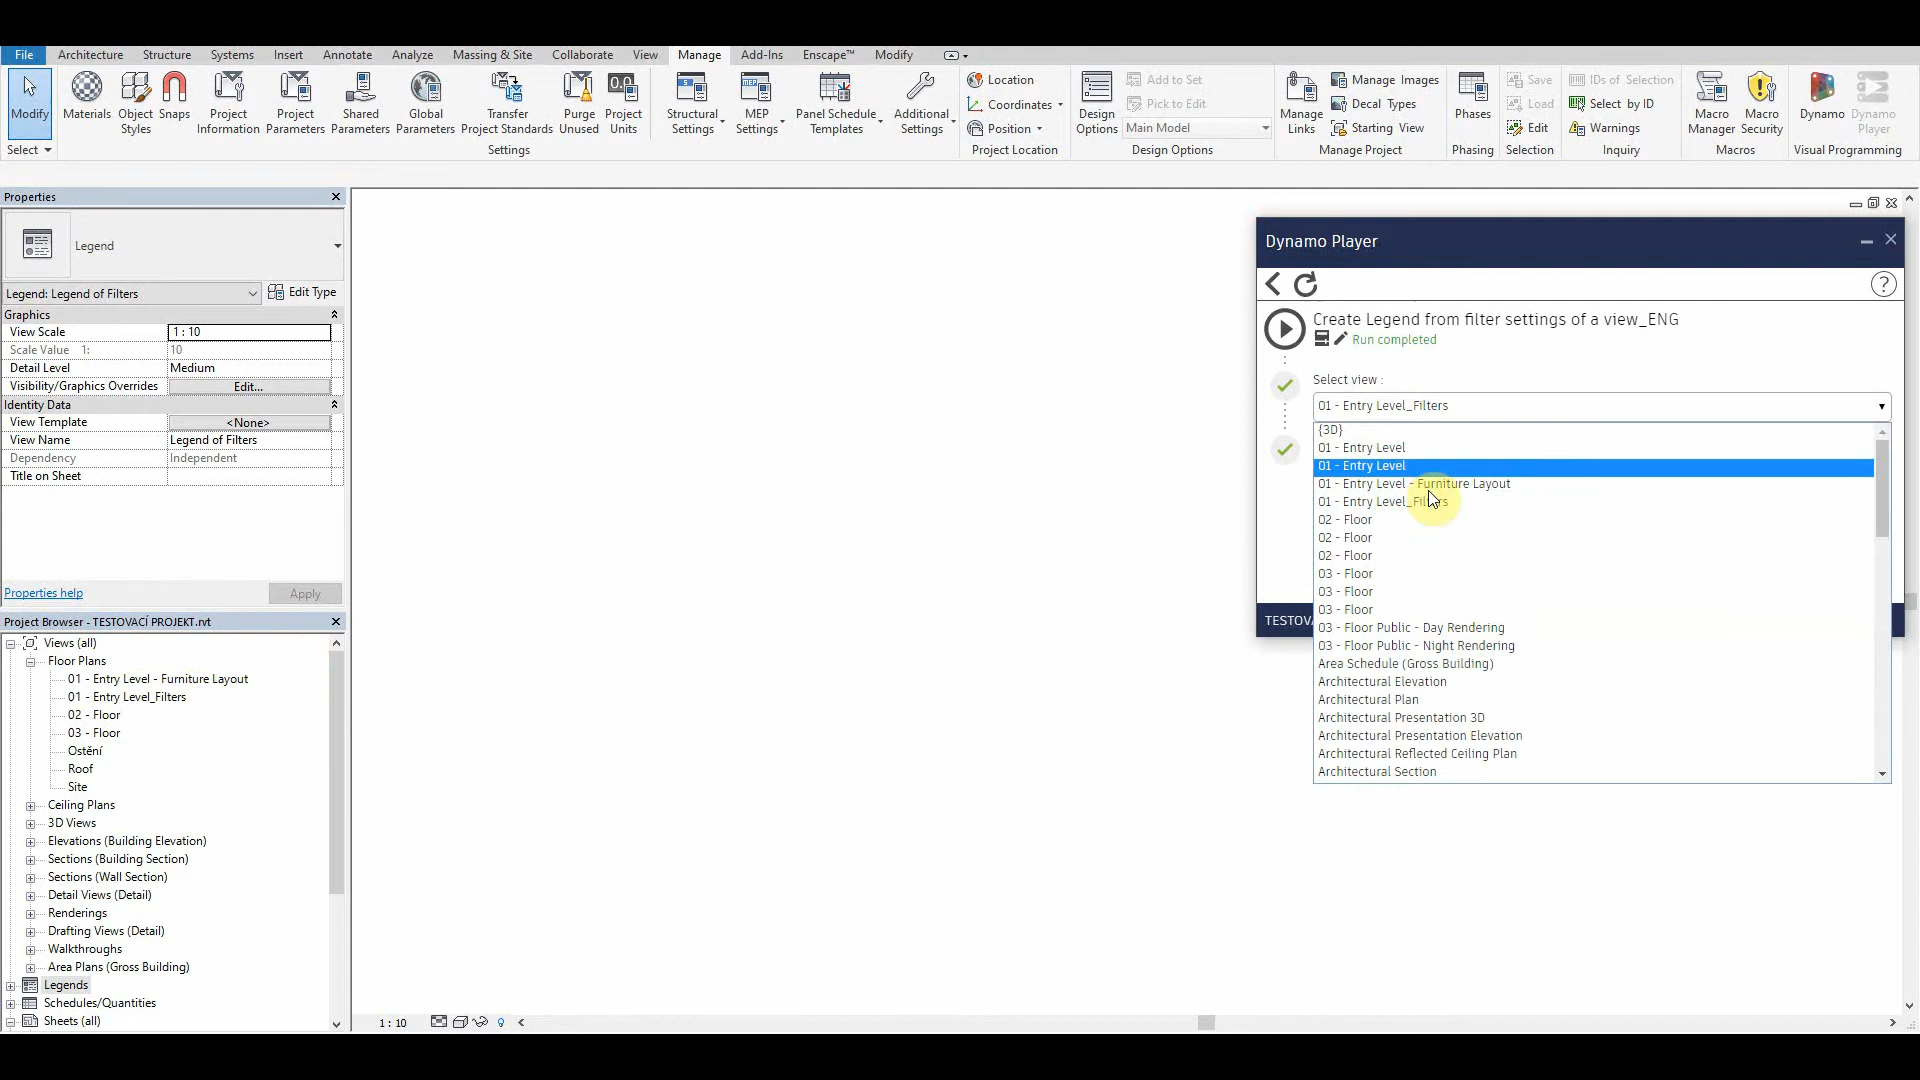 File Architecture Structure Systems Insert Annotate Analyze Massing & Site Collaborate View Manage Add-Ins Enscape™ Modify
Modify
Select
Materials
Object Styles
Snaps
Project Information
Project Parameters
Shared Parameters
Global Parameters
Transfer Project Standards
Purge Unused
Project Units
Settings
Structural Settings
MEP Settings
Panel Schedule Templates
Additional Settings
Location
Coordinates
Position
Project Location
Design Options
Add to Set
Pick to Edit
Main Model
Design Options
Manage Links
Manage Images
Decal Types
Starting View
Manage Project
Phases
Phasing
Save
Load
Edit
Selection
IDs of Selection
Select by ID
Warnings
Inquiry
Macro Manager
Macro Security
Macros
Dynamo
Dynamo Player
Visual Programming
Properties
Legend
Legend: Legend of Filters
Edit Type
Graphics
View Scale 1 : 10
Scale Value 1: 10
Detail Level Medium
Visibility/Graphics Overrides Edit...
Identity Data
View Template <None>
View Name Legend of Filters
Dependency Independent
Title on Sheet
Properties help
Apply
Project Browser - TESTOVACÍ PROJEKT.rvt
Views (all)
Floor Plans
01 - Entry Level - Furniture Layout
01 - Entry Level_Filters
02 - Floor
03 - Floor
Ostění
Roof
Site
Ceiling Plans
3D Views
Elevations (Building Elevation)
Sections (Building Section)
Sections (Wall Section)
Detail Views (Detail)
Renderings
Drafting Views (Detail)
Walkthroughs
Area Plans (Gross Building)
Legends
Schedules/Quantities
Sheets (all)
1 : 10
Dynamo Player
Create Legend from filter settings of a view_ENG
Run completed
Select view :
01 - Entry Level_Filters
{3D}
01 - Entry Level
01 - Entry Level
01 - Entry Level - Furniture Layout
01 - Entry Level_Filters
02 - Floor
02 - Floor
02 - Floor
03 - Floor
03 - Floor
03 - Floor
03 - Floor Public - Day Rendering
03 - Floor Public - Night Rendering
Area Schedule (Gross Building)
Architectural Elevation
Architectural Plan
Architectural Presentation 3D
Architectural Presentation Elevation
Architectural Reflected Ceiling Plan
Architectural Section